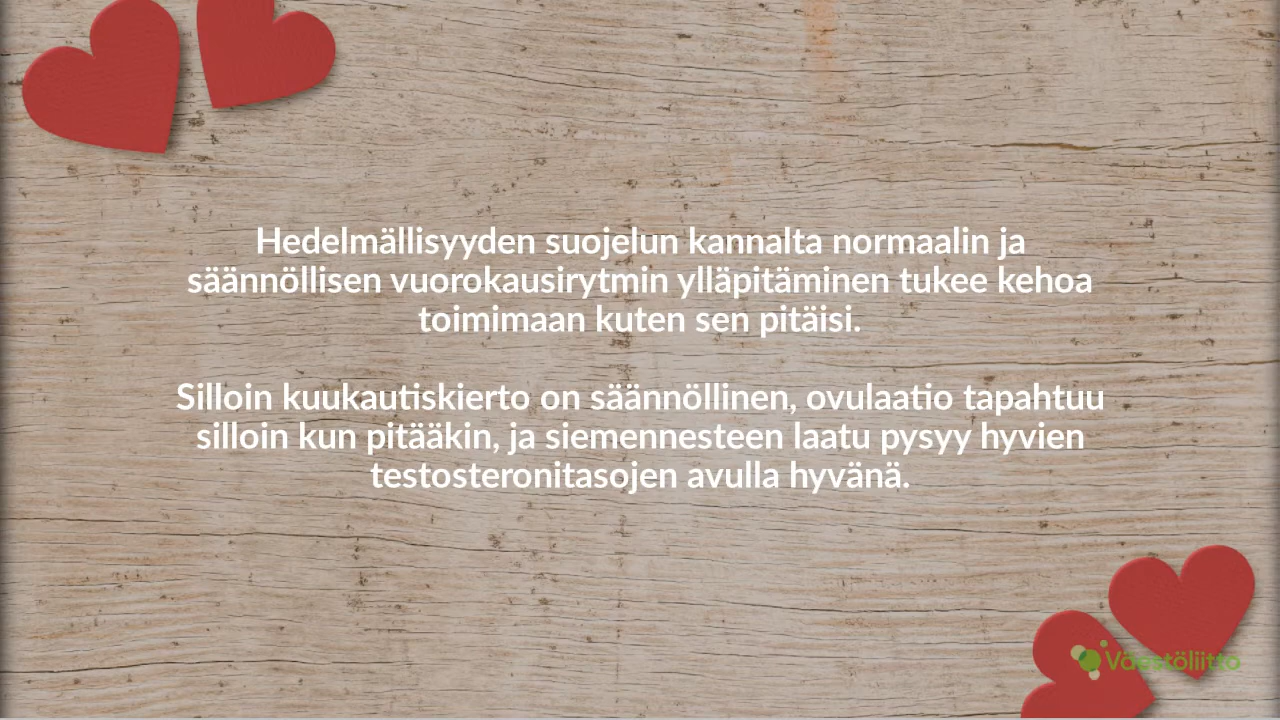 Hedelmällisyyden suojelun kannalta normaalin ja
säännöllisen vuorokausirytmin ylläpitäminen tukee kehoa
toimimaan kuten sen pitäisi.
Silloin kuukautiskierto on säännöllinen, ovulaatio tapahtuu
silloin kun pitääkin, ja siemennesteen laatu pysyy hyvien
testosteronitasojen avulla hyvänä.
Väestöliitto